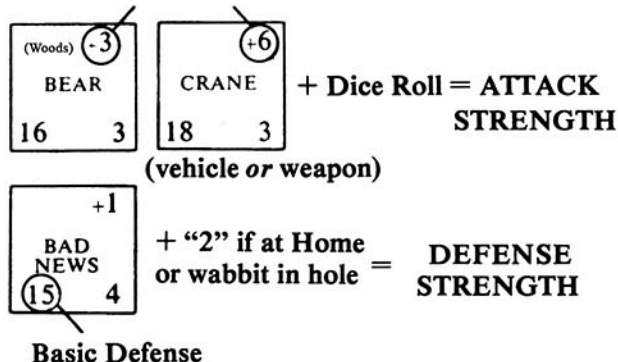 (Woods) -3
BEAR
16 3
+6
CRANE
18 3
+ Dice Roll = ATTACK
STRENGTH
(vehicle or weapon)
+1
BAD
NEWS
15 4
+ “2” if at Home
or wabbit in hole =
DEFENSE
STRENGTH
Basic Defense